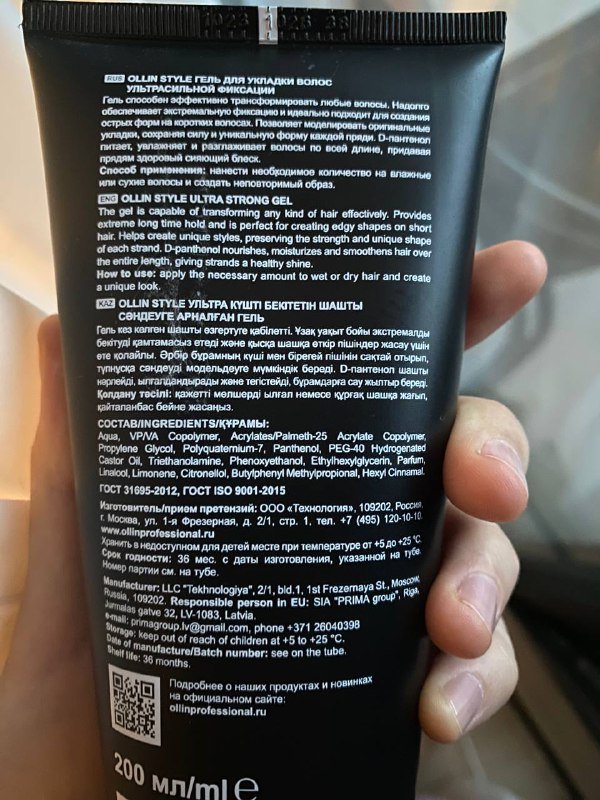 1023 1023 38
RUS OLLIN STYLE ГЕЛЬ ДЛЯ УКЛАДКИ ВОЛОС
УЛЬТРАСИЛЬНОЙ ФИКСАЦИИ
Гель способен эффективно трансформировать любые волосы. Надолго
обеспечивает экстремальную фиксацию и идеально подходит для создания
острых форм на коротких волосах. Позволяет моделировать оригинальные
укладки, сохраняя силу и уникальную форму каждой пряди. D-пантенол
питает, увлажняет и разглаживает волосы по всей длине, придавая
прядям здоровый сияющий блеск.
Способ применения: нанести необходимое количество на влажные
или сухие волосы и создать неповторимый образ.
ENG OLLIN STYLE ULTRA STRONG GEL
The gel is capable of transforming any kind of hair effectively. Provides
extreme long time hold and is perfect for creating edgy shapes on short
hair. Helps create unique styles, preserving the strength and unique shape
of each strand. D-panthenol nourishes, moisturizes and smoothens hair over
the entire length, giving strands a healthy shine.
How to use: apply the necessary amount to wet or dry hair and create
a unique look.
KAZ OLLIN STYLE УЛЬТРА КҮШТІ БЕКІТЕТІН ШАШТЫ
СӘНДЕУГЕ АРНАЛҒАН ГЕЛЬ
Гель кез келген шашты өзгертуге қабілетті. Ұзақ уақыт бойы экстремалды
бекітуді қамтамасыз етеді және қысқа шашқа өткір пішіндер жасау үшін
өте қолайлы. Әрбір бұрамның күші мен бірегей пішінін сақтай отырып,
түпнұсқа сәндеуді модельдеуге мүмкіндік береді. D-пантенол шашты
нәрлейді, ылғалдандырады және тегістейді, бұрамдарға сау жылтыр береді.
Қолдану тәсілі: қажетті мөлшерді ылғал немесе құрғақ шашқа жағып,
қайталанбас бейне жасаңыз.
СОСТАВ/INGREDIENTS/ҚҰРАМЫ:
Aqua, VP/VA Copolymer, Acrylates/Palmeth-25 Acrylate Copolymer,
Propylene Glycol, Polyquaternium-7, Panthenol, PEG-40 Hydrogenated
Castor Oil, Triethanolamine, Phenoxyethanol, Ethylhexylglycerin, Parfum,
Linalool, Limonene, Citronellol, Butylphenyl Methylpropional, Hexyl Cinnamal.
ГОСТ 31695-2012, ГОСТ ISO 9001-2015
Изготовитель/прием претензий: ООО «Технология», 109202, Россия,
г. Москва, ул. 1-я Фрезерная, д. 2/1, стр. 1, тел. +7 (495) 120-10-10.
www.ollinprofessional.ru
Хранить в недоступном для детей месте при температуре от +5 до +25 °C.
Срок годности: 36 мес. с даты изготовления, указанной на тубе.
Номер партии см. на тубе.
Manufacturer: LLC "Tekhnologiya", 2/1, bld.1, 1st Frezernaya St., Moscow,
Russia, 109202. Responsible person in EU: SIA "PRIMA group", Riga,
Jurmalas gatve 32, LV-1083, Latvia.
e-mail: primagroup.lv@gmail.com, phone +371 26040398
Storage: keep out of reach of children at +5 to +25 °C.
Date of manufacture/Batch number: see on the tube.
Shelf life: 36 months.
Подробнее о наших продуктах и новинках
на официальном сайте:
ollinprofessional.ru
200 мл/ml e